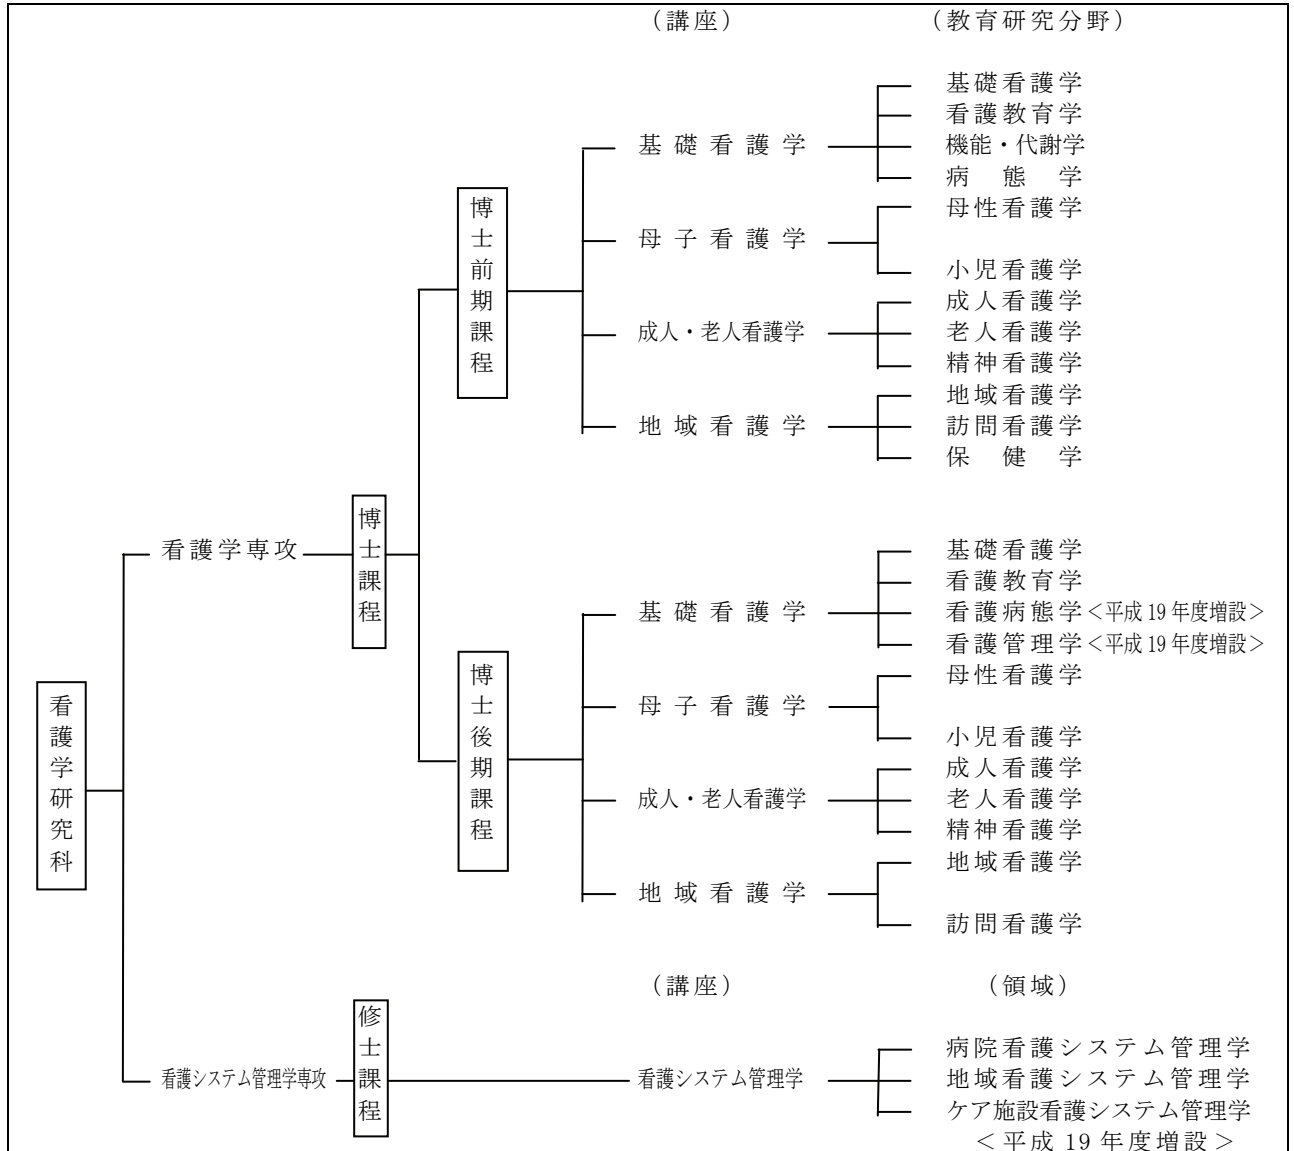 (講座) (教育研究分野)
基礎看護学
看護教育学
基礎看護学 機能・代謝学
病態学
母性看護学
母子看護学
小児看護学
成人看護学
成人・老人看護学 老人看護学
精神看護学
地域看護学
地域看護学 訪問看護学
保健学
博士前期課程
看護学専攻 博士課程
基礎看護学
看護教育学
基礎看護学 看護病態学<平成19年度増設>
看護管理学<平成19年度増設>
母性看護学
母子看護学
小児看護学
成人看護学
成人・老人看護学 老人看護学
精神看護学
地域看護学
地域看護学
訪問看護学
博士後期課程
看護学研究科
(講座) (領域)
病院看護システム管理学
看護システム管理学専攻 修士課程 看護システム管理学 地域看護システム管理学
ケア施設看護システム管理学
<平成19年度増設>